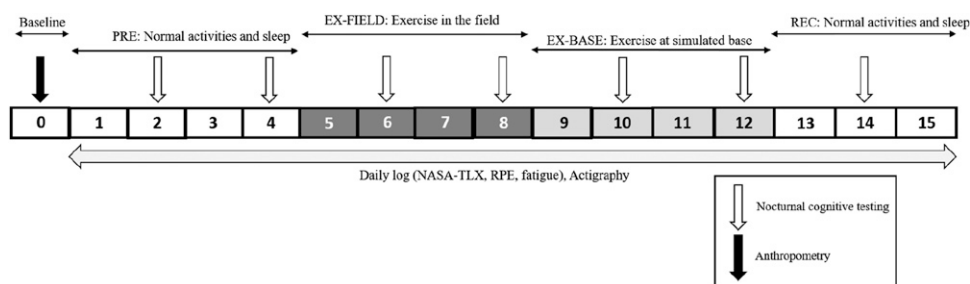 Baseline
EX-FIELD: Exercise in the field
REC: Normal activities and sleep
PRE: Normal activities and sleep
EX-BASE: Exercise at simulated base
0 1 2 3 4 5 6 7 8 9 10 11 12 13 14 15
Daily log (NASA-TLX, RPE, fatigue), Actigraphy
Nocturnal cognitive testing
Anthropometry